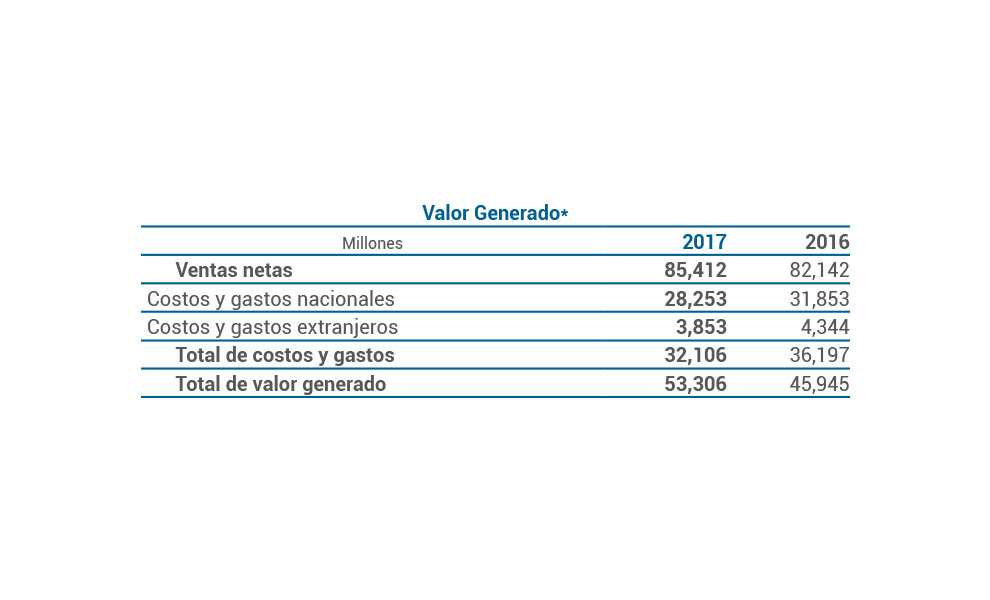 Valor Generado*
Millones 2017 2016
Ventas netas 85,412 82,142
Costos y gastos nacionales 28,253 31,853
Costos y gastos extranjeros 3,853 4,344
Total de costos y gastos 32,106 36,197
Total de valor generado 53,306 45,945